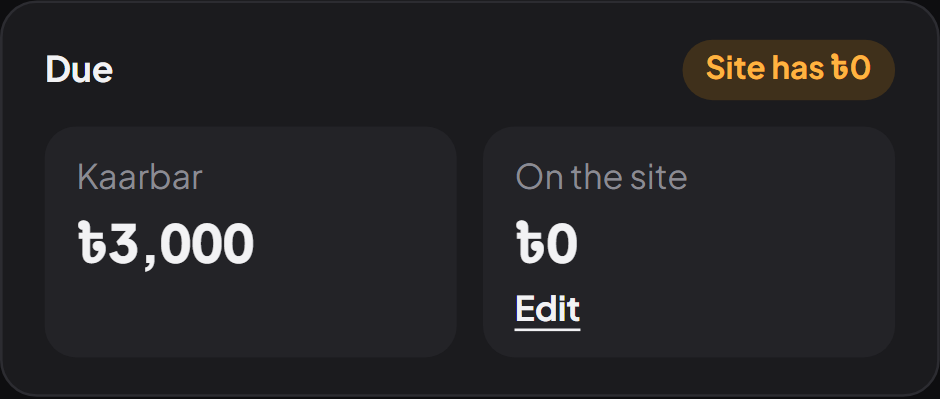 Due
Site has ৳0
Kaarbar
৳3,000
On the site
৳0
Edit